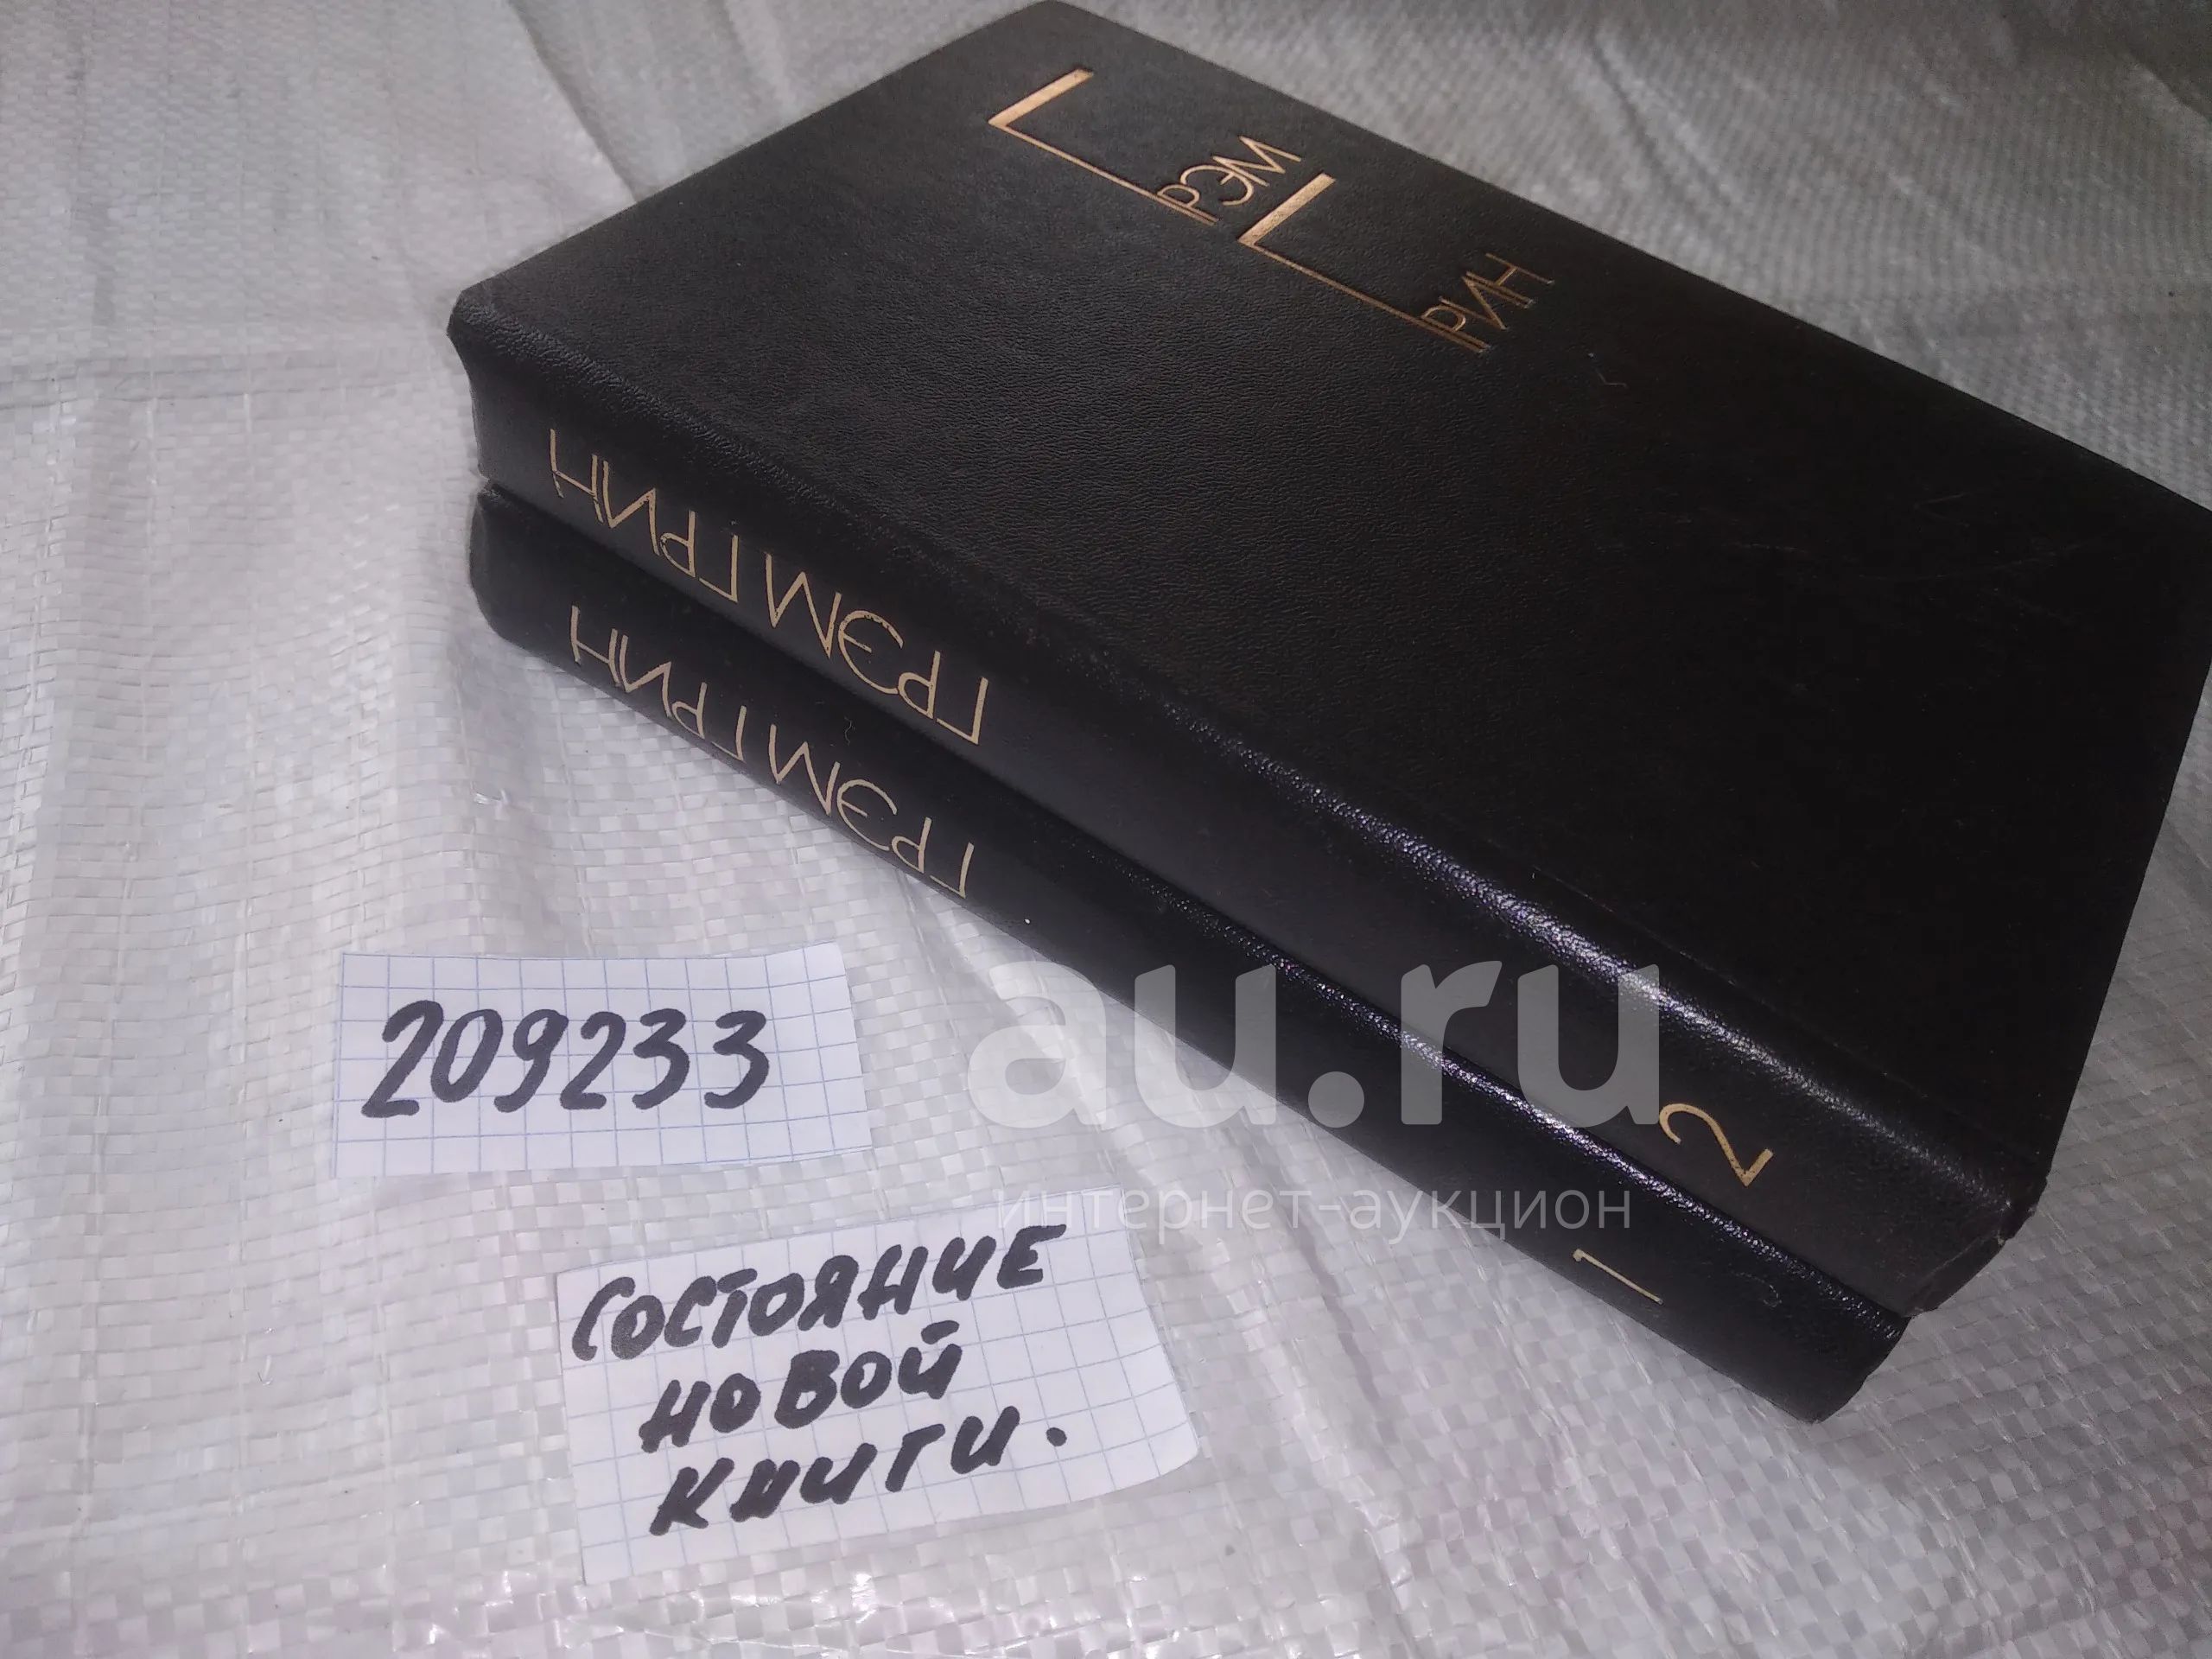 ГРЭМ
ГРИН
ГРЭМ ГРИН
2
ГРЭМ ГРИН
1
209233
au.ru
интернет-аукцион
СОСТОЯНИЕ
НОВОЙ
КНИГИ.